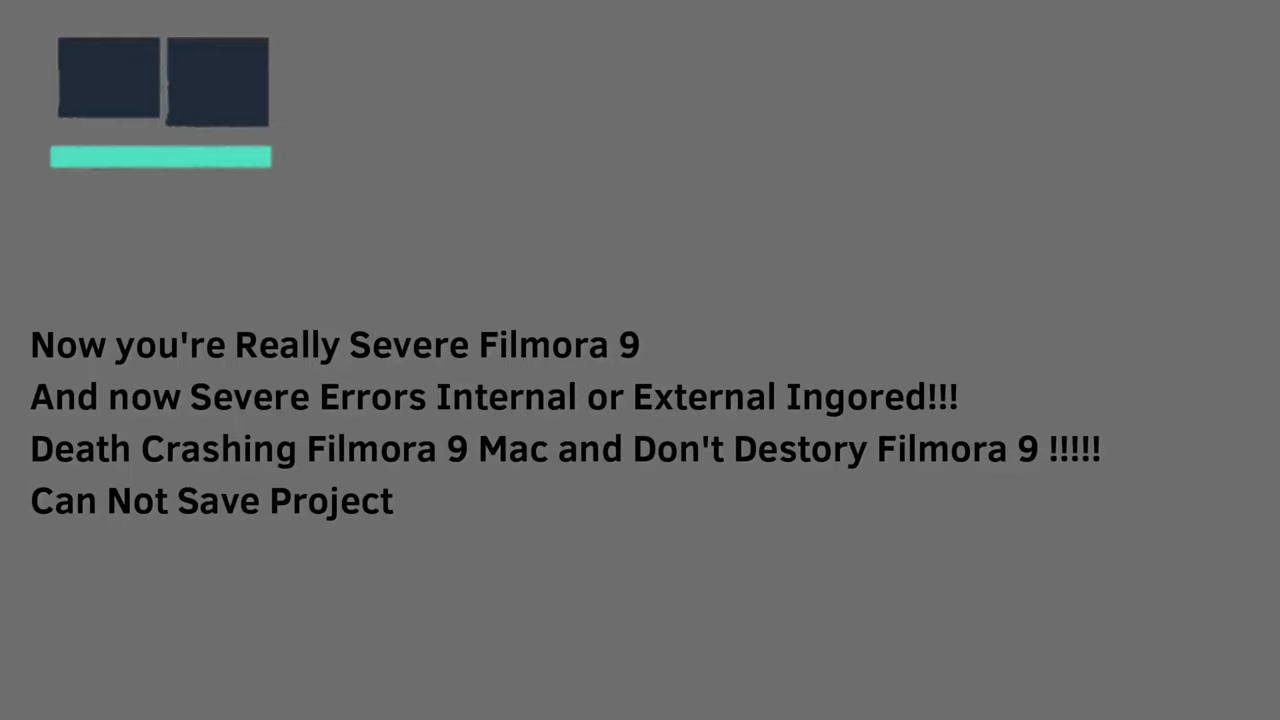 Now you're Really Severe Filmora 9
And now Severe Errors Internal or External Ingored!!!
Death Crashing Filmora 9 Mac and Don't Destory Filmora 9 !!!!!
Can Not Save Project